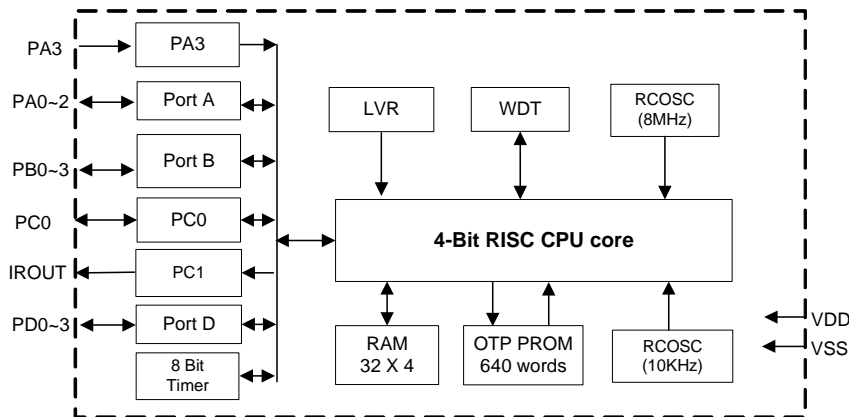 PA3
PA3
PA0~2
Port A
LVR
WDT
RCOSC
(8MHz)
PB0~3
Port B
PC0
PC0
4-Bit RISC CPU core
IROUT
PC1
PD0~3
Port D
RAM
32 X 4
OTP PROM
640 words
RCOSC
(10KHz)
VDD
VSS
8 Bit
Timer